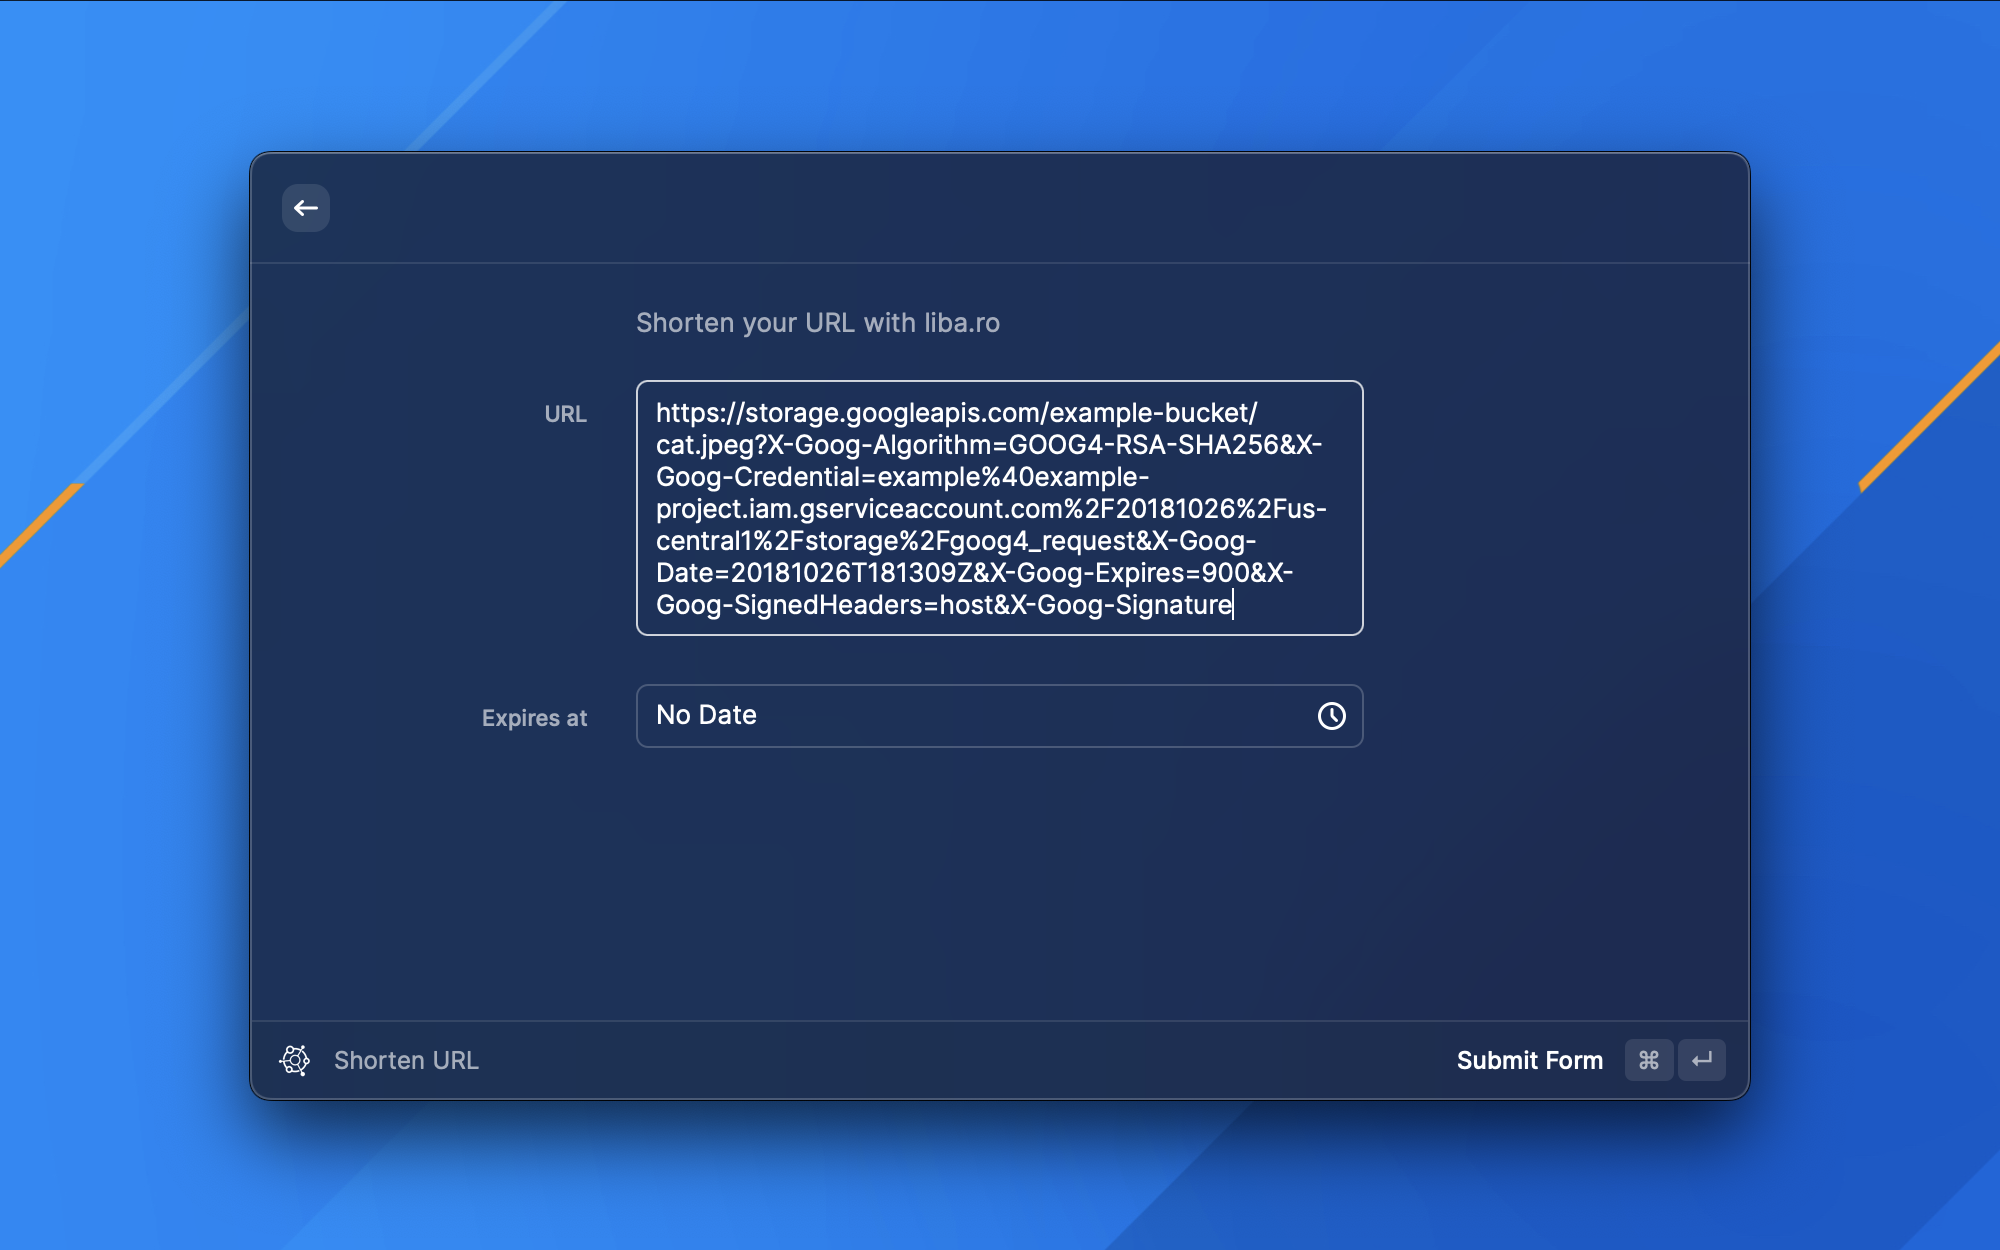 Shorten your URL with liba.ro
URL
https://storage.googleapis.com/example-bucket/
cat.jpeg?X-Goog-Algorithm=GOOG4-RSA-SHA256&X-
Goog-Credential=example%40example-
project.iam.gserviceaccount.com%2F20181026%2Fus-
central1%2Fstorage%2Fgoog4_request&X-Goog-
Date=20181026T181309Z&X-Goog-Expires=900&X-
Goog-SignedHeaders=host&X-Goog-Signature
Expires at
No Date
Shorten URL
Submit Form ⌘ ↵